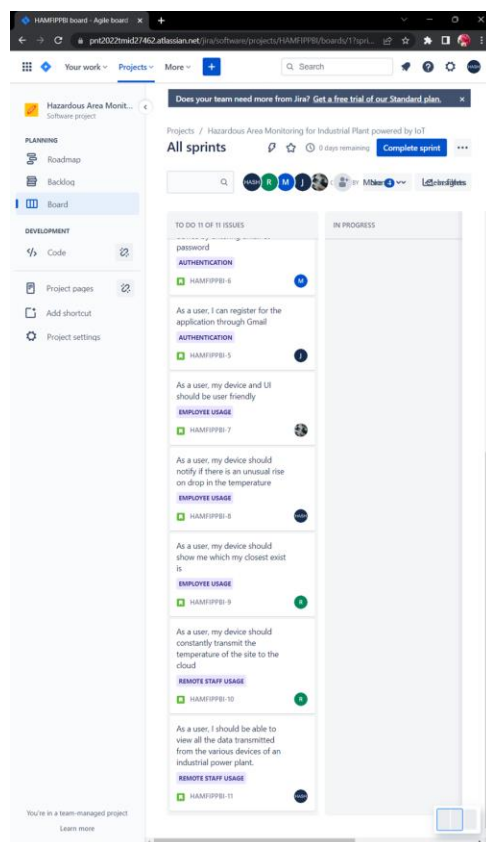 HAMFIPPBI board - Agile board
pnt2022tmid27462.atlassian.net/jira/software/projects/HAMFIPPBI/boards/1?spri...
Your work
Projects
More
Search
Hazardous Area Monit...
Software project
PLANNING
Roadmap
Backlog
Board
DEVELOPMENT
Code
Project pages
Add shortcut
Project settings
You're in a team-managed project
Learn more
Does your team need more from Jira? Get a free trial of our Standard plan.
Projects / Hazardous Area Monitoring for Industrial Plant powered by IoT
All sprints
0 days remaining
Complete sprint
HASH
R
M
J
4
TO DO 11 OF 11 ISSUES
IN PROGRESS
password
AUTHENTICATION
HAMFIPPBI-6
M
As a user, I can register for the
application through Gmail
AUTHENTICATION
HAMFIPPBI-5
J
As a user, my device and UI
should be user friendly
EMPLOYEE USAGE
HAMFIPPBI-7
As a user, my device should
notify if there is an unusual rise
on drop in the temperature
EMPLOYEE USAGE
HAMFIPPBI-8
HASH
As a user, my device should
show me which my closest exist
is
EMPLOYEE USAGE
HAMFIPPBI-9
R
As a user, my device should
constantly transmit the
temperature of the site to the
cloud
REMOTE STAFF USAGE
HAMFIPPBI-10
R
As a user, I should be able to
view all the data transmitted
from the various devices of an
industrial power plant.
REMOTE STAFF USAGE
HAMFIPPBI-11
HASH